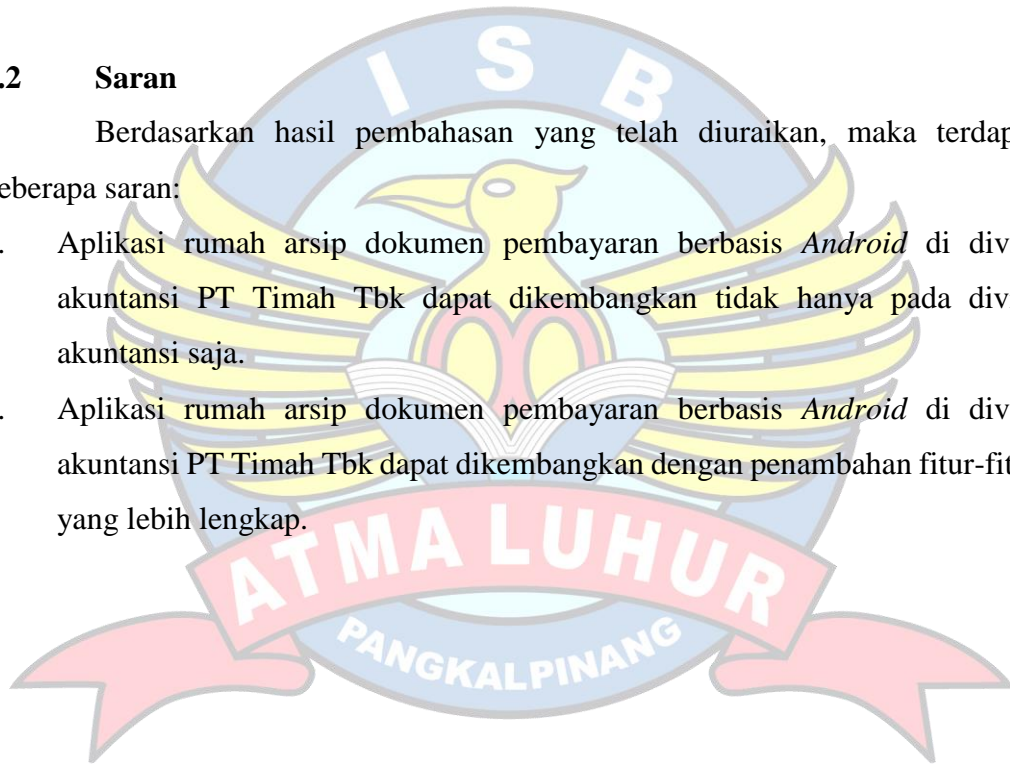 .2 Saran
Berdasarkan hasil pembahasan yang telah diuraikan, maka terdap
eberapa saran:
. Aplikasi rumah arsip dokumen pembayaran berbasis Android di div
akuntansi PT Timah Tbk dapat dikembangkan tidak hanya pada div
akuntansi saja.
. Aplikasi rumah arsip dokumen pembayaran berbasis Android di div
akuntansi PT Timah Tbk dapat dikembangkan dengan penambahan fitur-fit
yang lebih lengkap.
I S B
ATMA LUHUR
PANGKALPINANG